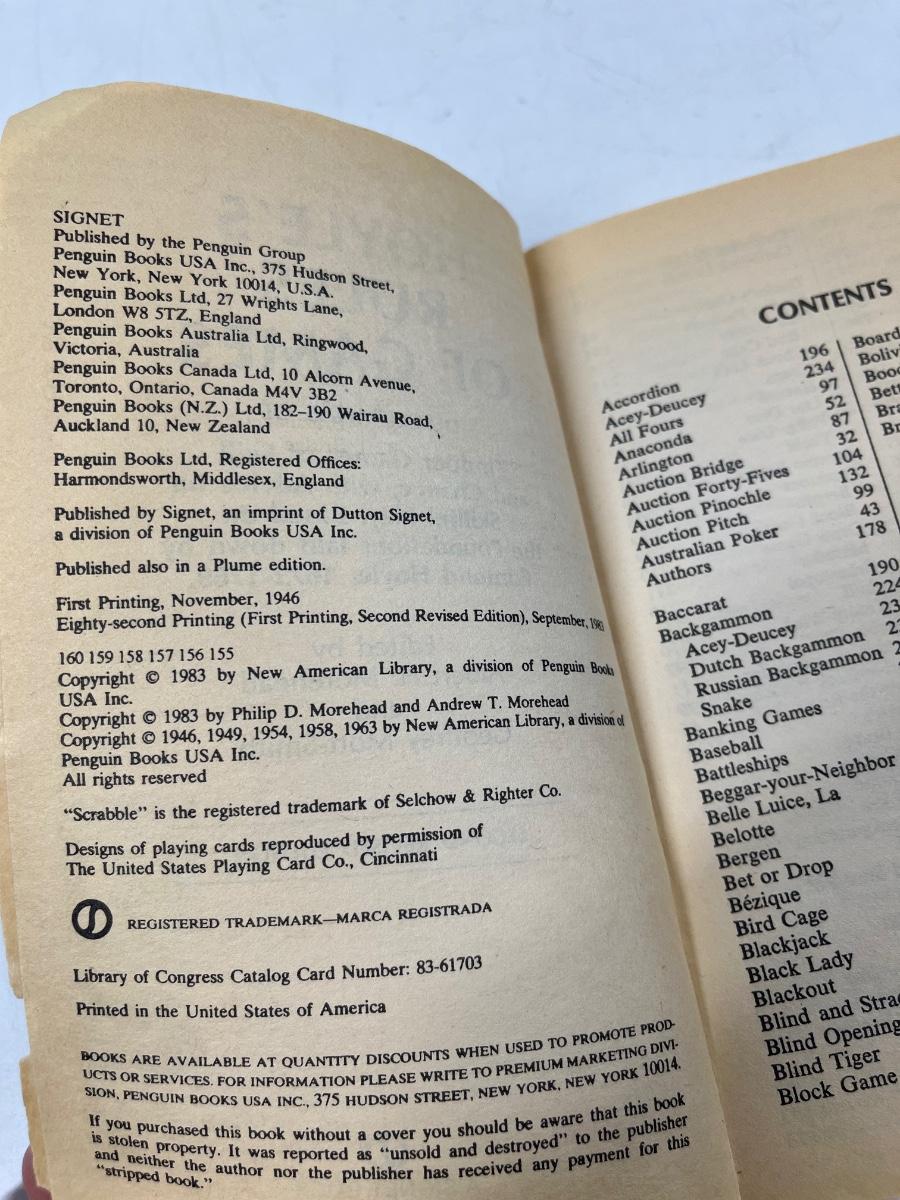 SIGNET
Published by the Penguin Group
Penguin Books USA Inc., 375 Hudson Street,
New York, New York 10014, U.S.A.
Penguin Books Ltd, 27 Wrights Lane,
London W8 5TZ, England
Penguin Books Australia Ltd, Ringwood,
Victoria, Australia
Penguin Books Canada Ltd, 10 Alcorn Avenue,
Toronto, Ontario, Canada M4V 3B2
Penguin Books (N.Z.) Ltd, 182–190 Wairau Road,
Auckland 10, New Zealand
Penguin Books Ltd, Registered Offices:
Harmondsworth, Middlesex, England
Published by Signet, an imprint of Dutton Signet,
a division of Penguin Books USA Inc.
Published also in a Plume edition.
First Printing, November, 1946
Eighty-second Printing (First Printing, Second Revised Edition), September, 1983
160 159 158 157 156 155
Copyright © 1983 by New American Library, a division of Penguin Books
USA Inc.
Copyright © 1983 by Philip D. Morehead and Andrew T. Morehead
Copyright © 1946, 1949, 1954, 1958, 1963 by New American Library, a division of
Penguin Books USA Inc.
All rights reserved
“Scrabble” is the registered trademark of Selchow & Righter Co.
Designs of playing cards reproduced by permission of
The United States Playing Card Co., Cincinnati
REGISTERED TRADEMARK—MARCA REGISTRADA
Library of Congress Catalog Card Number: 83-61703
Printed in the United States of America
BOOKS ARE AVAILABLE AT QUANTITY DISCOUNTS WHEN USED TO PROMOTE PROD-
UCTS OR SERVICES. FOR INFORMATION PLEASE WRITE TO PREMIUM MARKETING DIVI-
SION, PENGUIN BOOKS USA INC., 375 HUDSON STREET, NEW YORK, NEW YORK 10014.
If you purchased this book without a cover you should be aware that this book
is stolen property. It was reported as “unsold and destroyed” to the publisher
and neither the author nor the publisher has received any payment for this
“stripped book.”
CONTENTS
Accordion 196
Acey-Deucey 234
All Fours 97
Anaconda 52
Arlington 87
Auction Bridge 32
Auction Forty-Fives 104
Auction Pinochle 132
Auction Pitch 99
Australian Poker 43
Authors 178
Baccarat 190
Backgammon 224
Acey-Deucey
Dutch Backgammon
Russian Backgammon
Snake
Banking Games
Baseball
Battleships
Beggar-your-Neighbor
Belle Luice, La
Belotte
Bergen
Bet or Drop
Bézique
Bird Cage
Blackjack
Black Lady
Blackout
Blind and
Blind Opening
Blind Tiger
Block Game